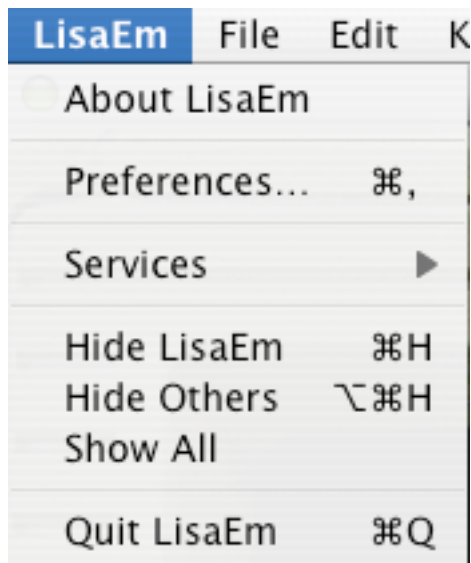 LisaEm File Edit K
About LisaEm
Preferences... ⌘,
Services ▶
Hide LisaEm ⌘H
Hide Others ⌥⌘H
Show All
Quit LisaEm ⌘Q